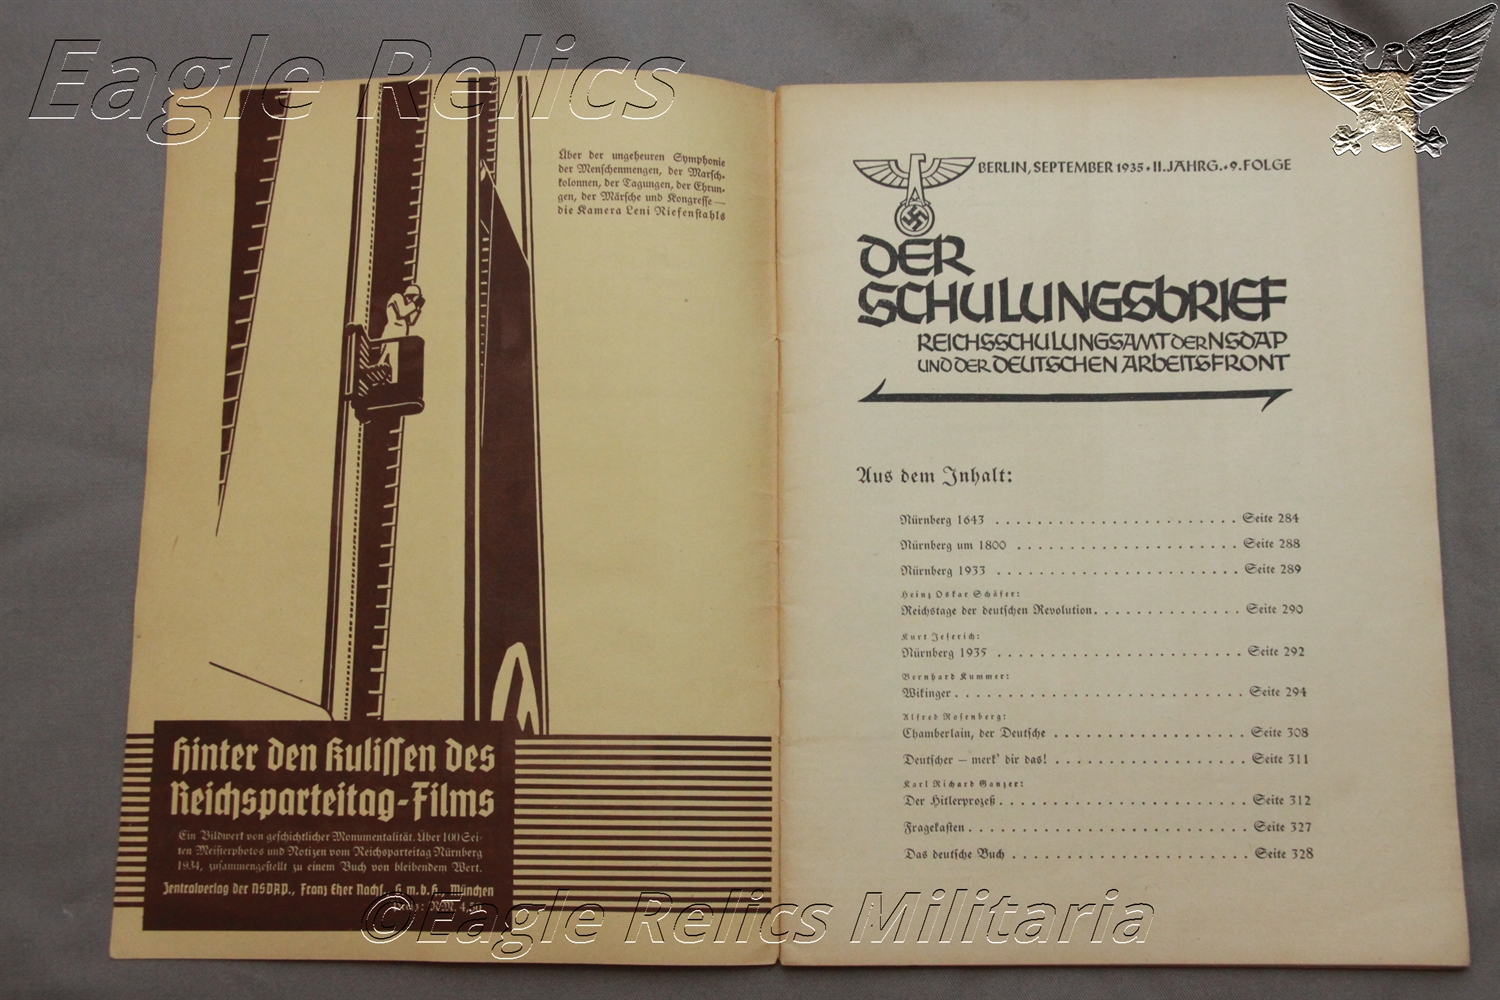 Eagle Relics
Über der ungeheuren Symphonie
der Menschenmengen, der Marsch-
kolonnen, der Tagungen, der Ehrun-
gen, der Märsche und Kongresse —
die Kamera Leni Riefenstahls
Hinter den Kulissen des
Reichsparteitag-Films
Ein Bildwerk von geschichtlicher Monumentalität. Über 100 Sei-
ten Meisterphotos und Notizen vom Reichsparteitag Nürnberg
1934, zusammengestellt zu einem Buch von bleibendem Wert.
Zentralverlag der NSDAP., Franz Eher Nachf. G.m.b.H., München
Preis: RM. 4,50
BERLIN, SEPTEMBER 1935 • II. JAHRG. • 9. FOLGE
DER
SCHULUNGSBRIEF
REICHSSCHULUNGSAMT DER NSDAP
UND DER DEUTSCHEN ARBEITSFRONT
Aus dem Inhalt:
Nürnberg 1643 . . . . . . . . . . Seite 284
Nürnberg um 1800 . . . . . . . . . . Seite 288
Nürnberg 1933 . . . . . . . . . . Seite 289
Heinz Oskar Schäfer:
Reichstage der deutschen Revolution . . . . . . . . . . Seite 290
Kurt Jeserich:
Nürnberg 1935 . . . . . . . . . . Seite 292
Bernhard Kummer:
Wikinger . . . . . . . . . . Seite 294
Alfred Rosenberg:
Chamberlain, der Deutsche . . . . . . . . . . Seite 308
Deutscher — merk' dir das! . . . . . . . . . . Seite 311
Karl Richard Ganzer:
Der Hitlerprozeß . . . . . . . . . . Seite 312
Fragekasten . . . . . . . . . . Seite 327
Das deutsche Buch . . . . . . . . . . Seite 328
©Eagle Relics Militaria